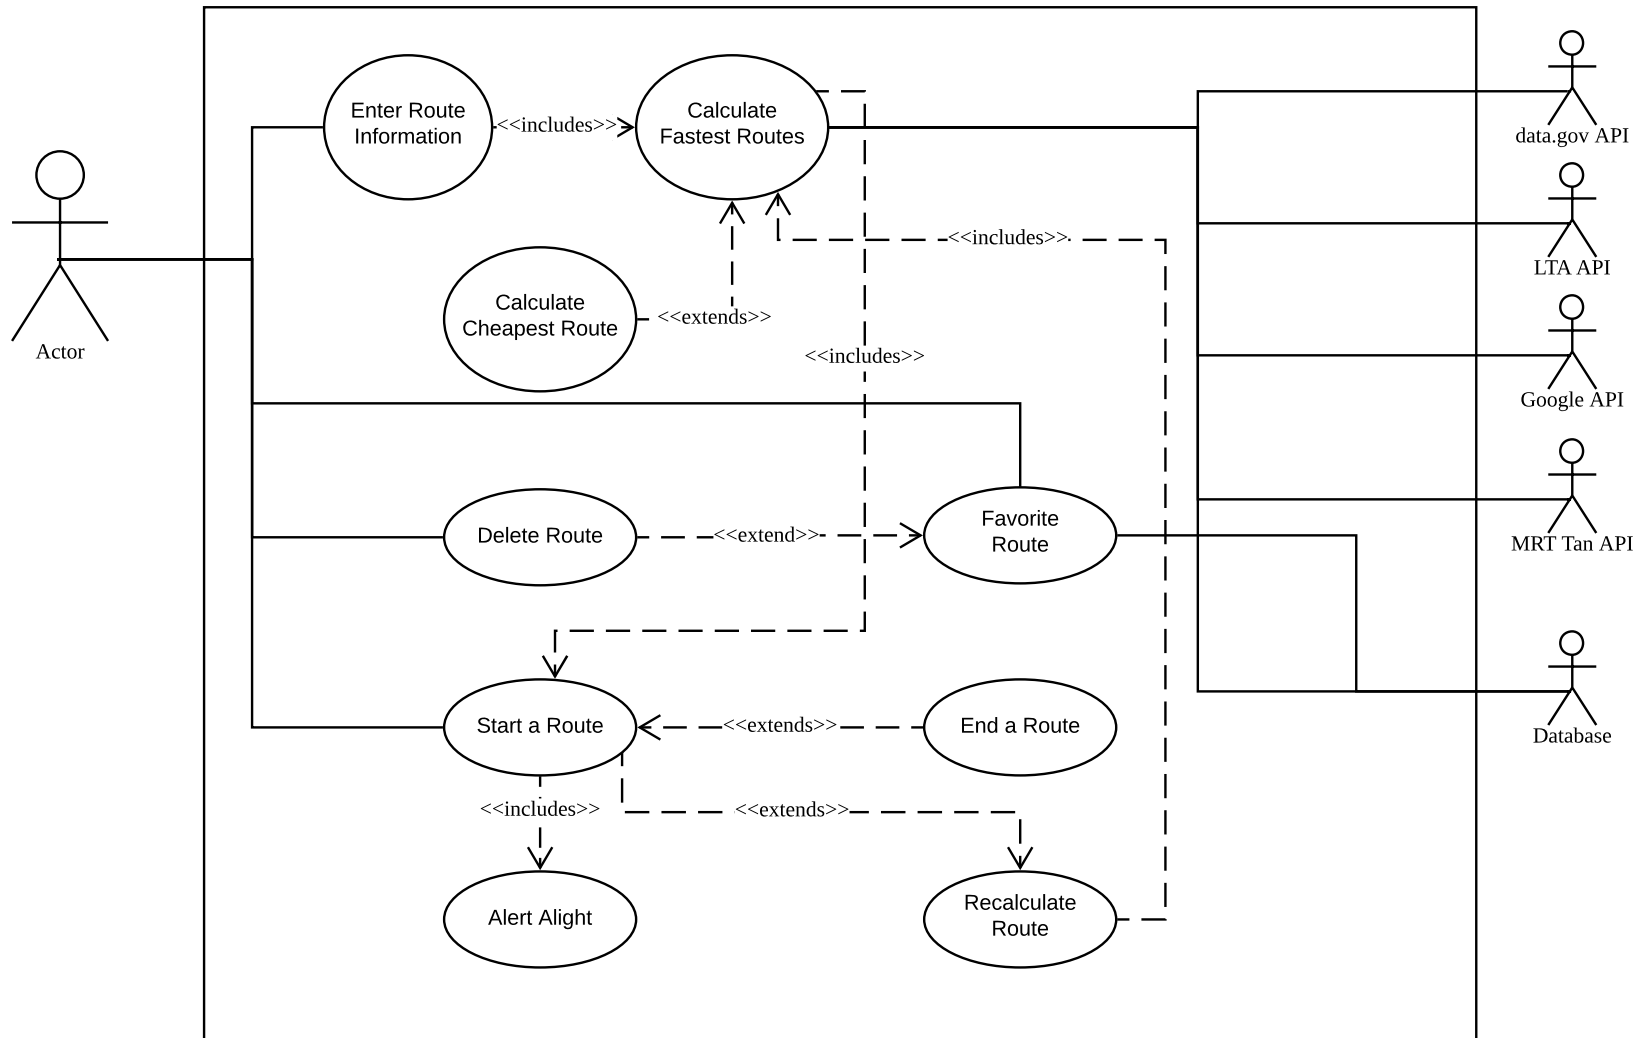 Enter Route
Information
<<includes>>
Calculate
Fastest Routes
data.gov API
LTA API
<<includes>>
Calculate
Cheapest Route
<<extends>>
Actor
<<includes>>
Google API
Delete Route
<<extend>>
Favorite
Route
MRT Tan API
Start a Route
<<extends>>
End a Route
Database
<<includes>>
<<extends>>
Alert Alight
Recalculate
Route